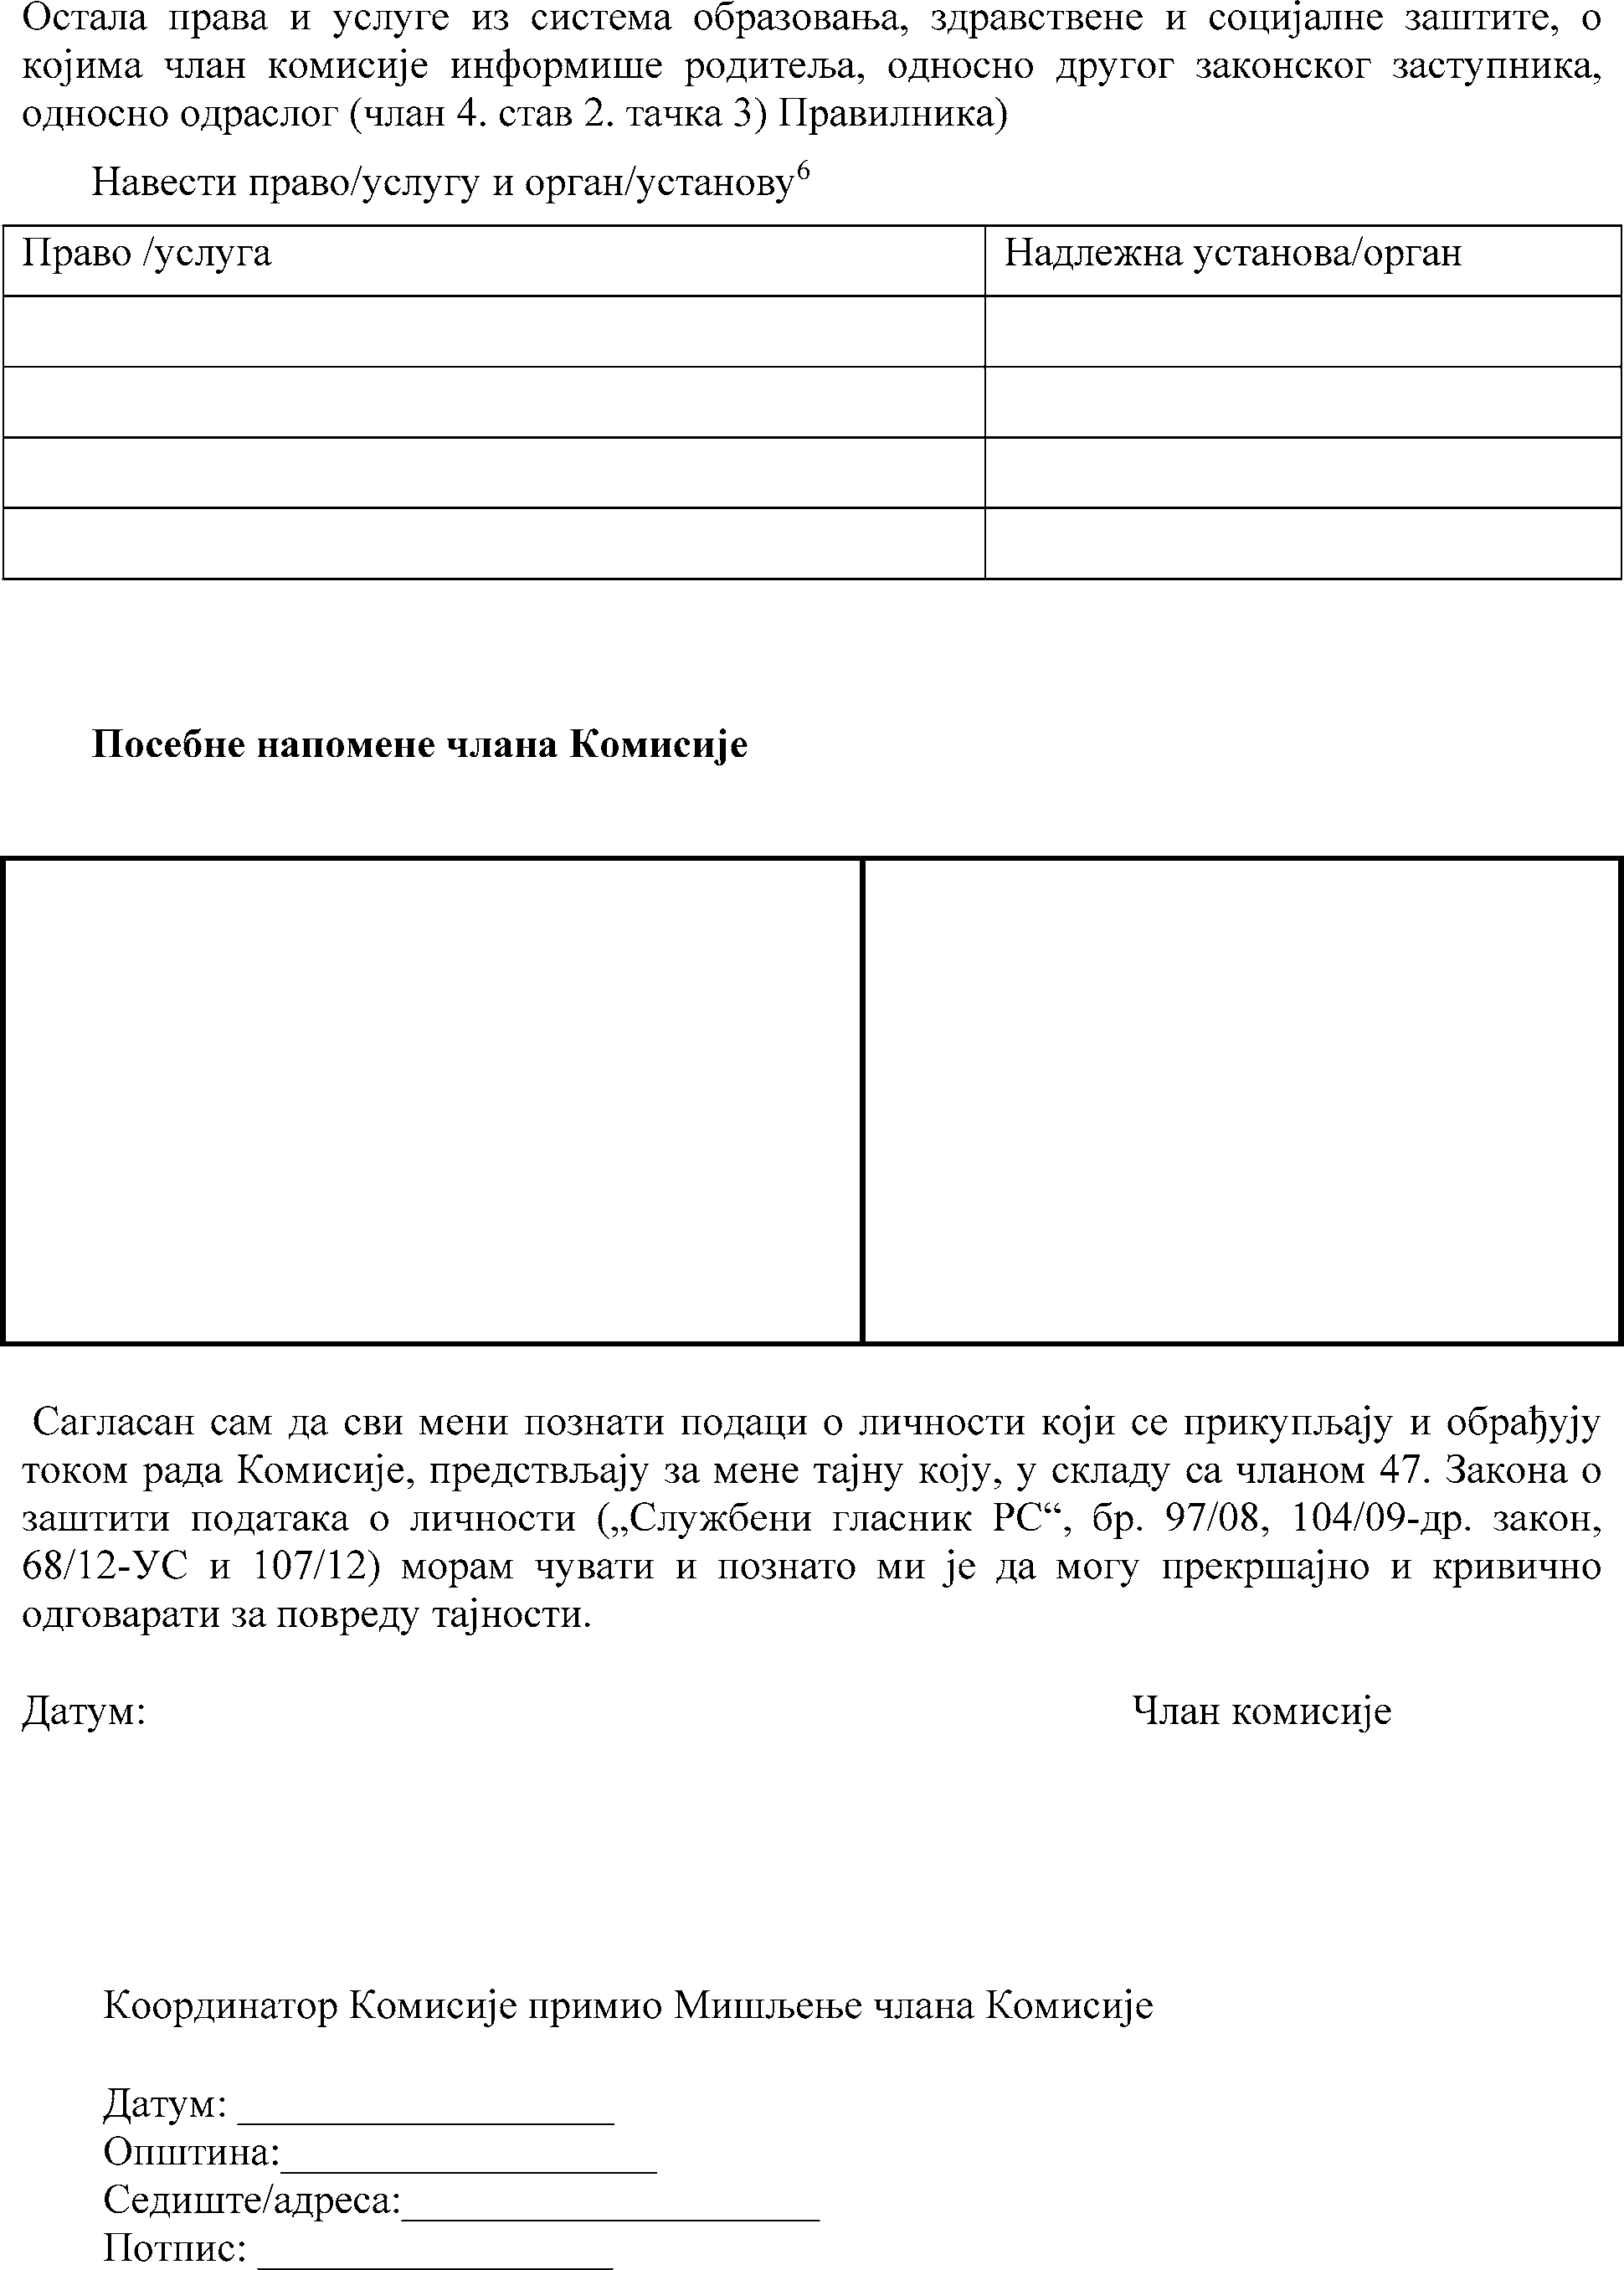 Остала права и услуге из система образовања, здравствене и социјалне заштите, о
којима члан комисије информише родитеља, односно другог законског заступника,
односно одраслог (члан 4. став 2. тачка 3) Правилника)
Навести право/услугу и орган/установу⁶
Право /услуга
Надлежна установа/орган
Посебне напомене члана Комисије
Сагласан сам да сви мени познати подаци о личности који се прикупљају и обрађују
током рада Комисије, предствљају за мене тајну коју, у складу са чланом 47. Закона о
заштити података о личности („Службени гласник РС“, бр. 97/08, 104/09-др. закон,
68/12-УС и 107/12) морам чувати и познато ми је да могу прекршајно и кривично
одговарати за повреду тајности.
Датум:
Члан комисије
Координатор Комисије примио Мишљење члана Комисије
Датум: __________________
Општина:__________________
Седиште/адреса:____________________
Потпис: _________________